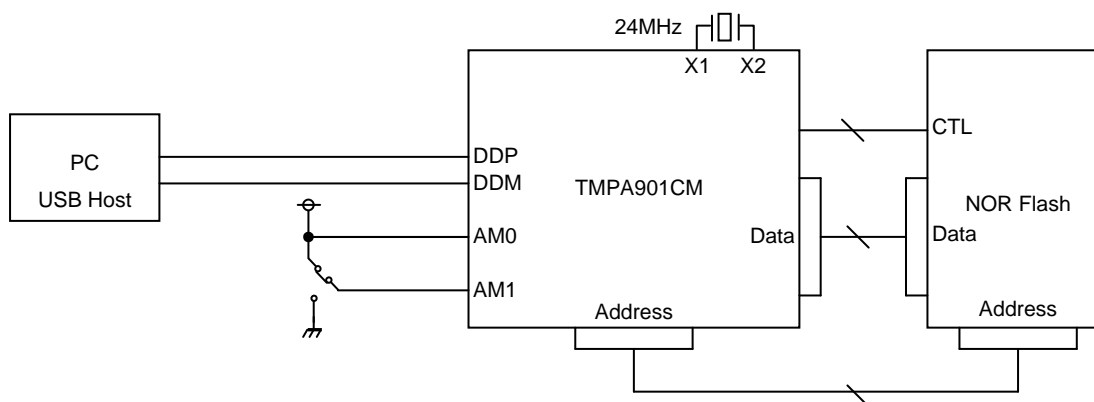 24MHz
X1 X2
PC
USB Host
DDP
DDM
AM0
AM1
TMPA901CM
Data
Address
CTL
NOR Flash
Data
Address